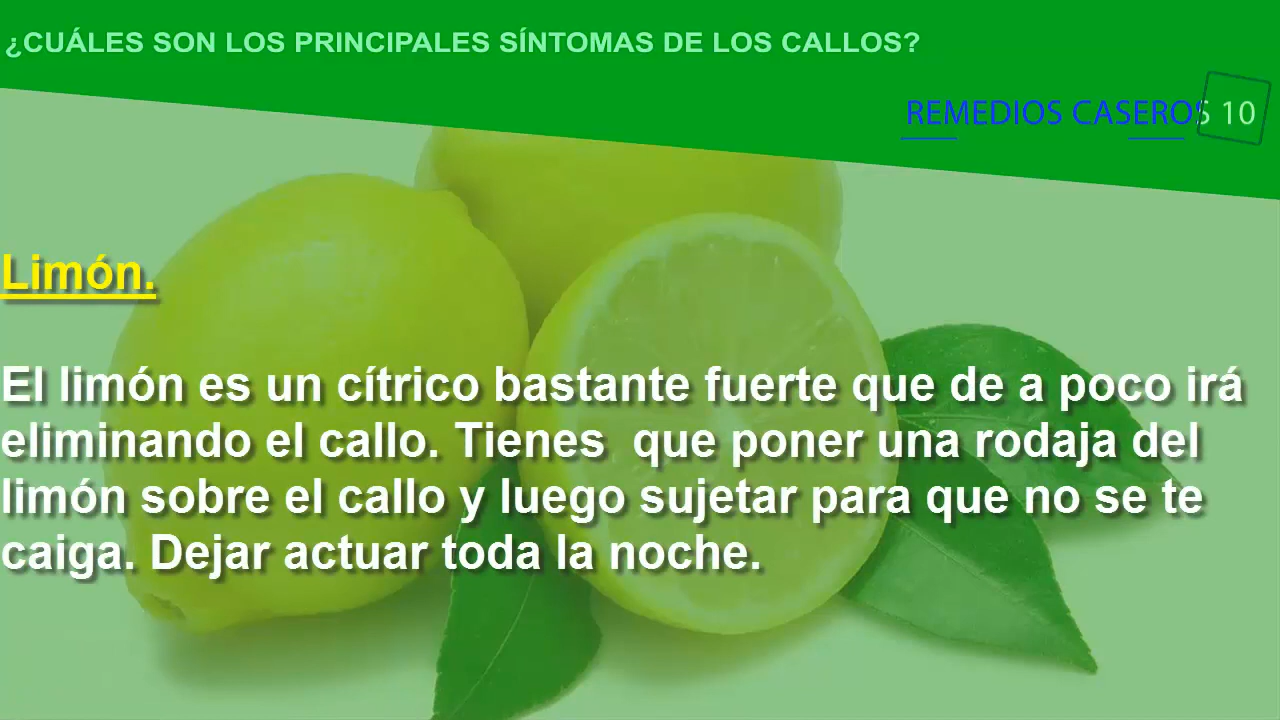 ¿CUÁLES SON LOS PRINCIPALES SÍNTOMAS DE LOS CALLOS?
REMEDIOS CASEROS 10
Limón.
El limón es un cítrico bastante fuerte que de a poco irá
eliminando el callo. Tienes  que poner una rodaja del
limón sobre el callo y luego sujetar para que no se te
caiga. Dejar actuar toda la noche.